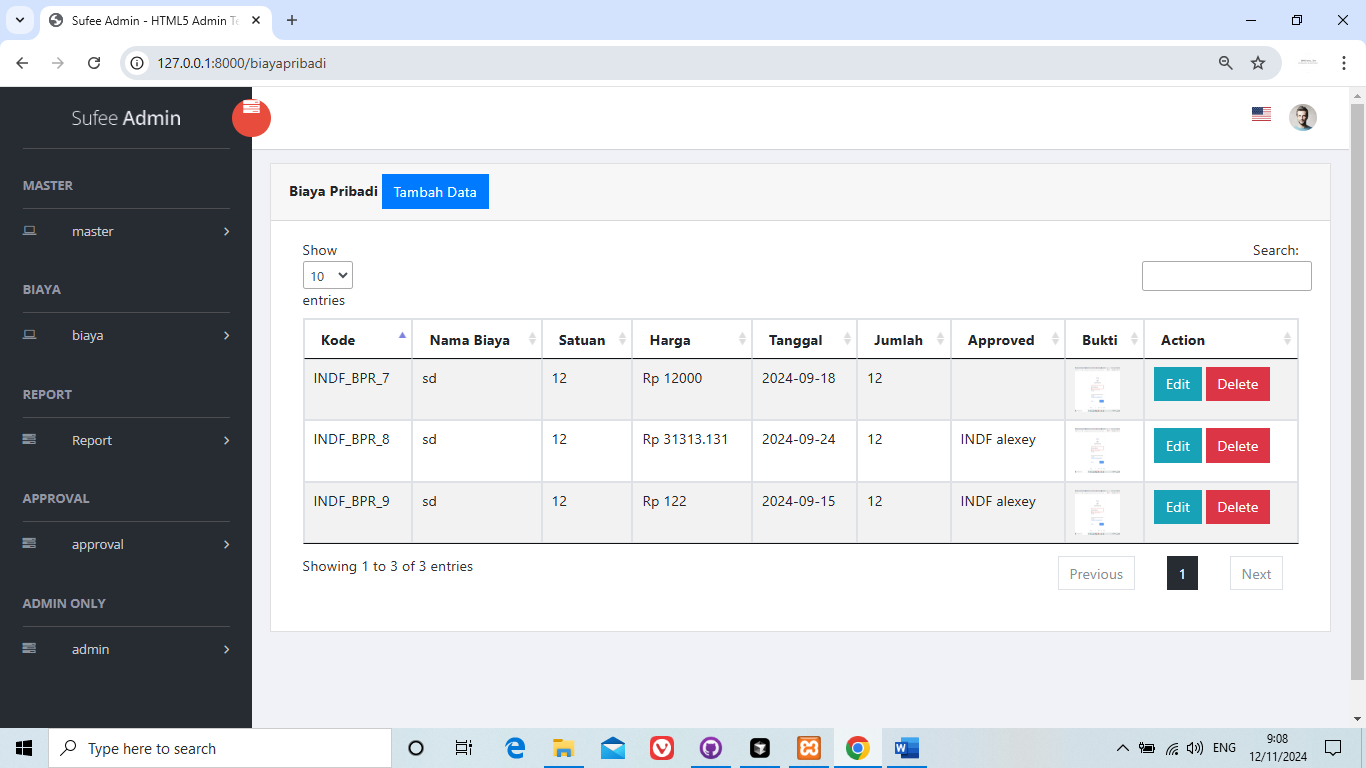 Sufee Admin - HTML5 Admin Te
127.0.0.1:8000/biayapribadi
Sufee Admin
MASTER
master
BIAYA
biaya
REPORT
Report
APPROVAL
approval
ADMIN ONLY
admin
Biaya Pribadi Tambah Data
Show
10
entries
Search:
Kode Nama Biaya Satuan Harga Tanggal Jumlah Approved Bukti Action
INDF_BPR_7 sd 12 Rp 12000 2024-09-18 12 Edit Delete
INDF_BPR_8 sd 12 Rp 31313.131 2024-09-24 12 INDF alexey Edit Delete
INDF_BPR_9 sd 12 Rp 122 2024-09-15 12 INDF alexey Edit Delete
Showing 1 to 3 of 3 entries
Previous 1 Next
Type here to search
ENG
9:08
12/11/2024